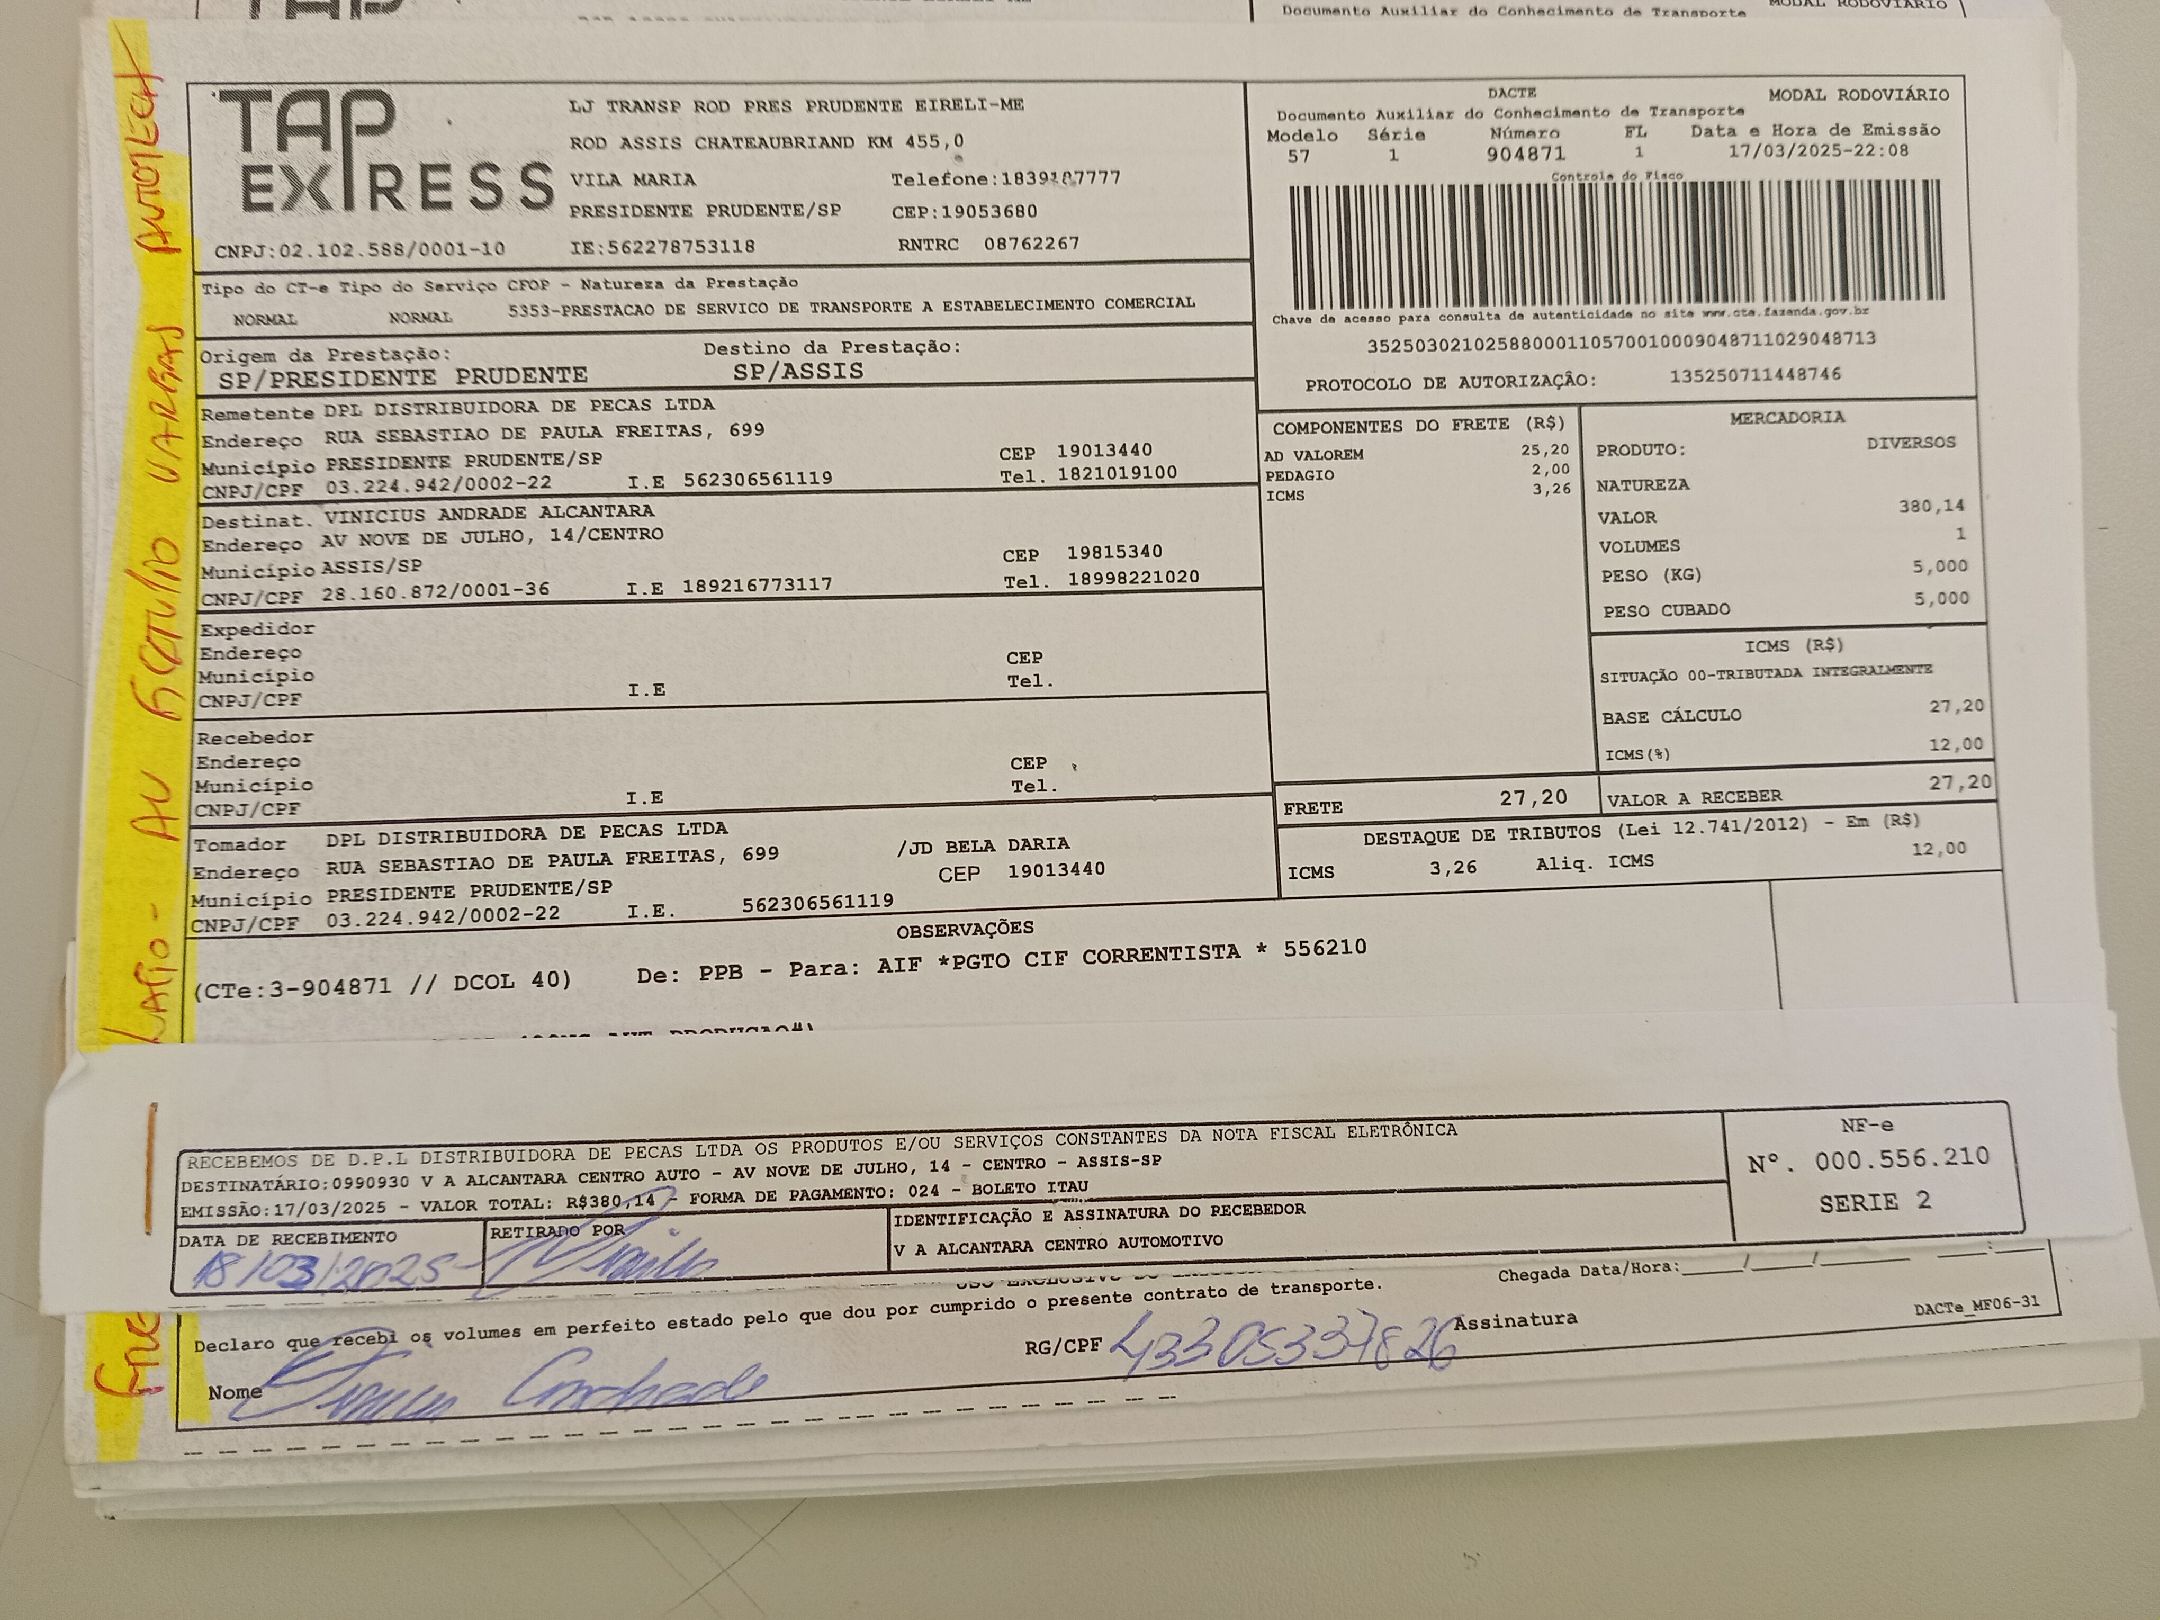 Documento Auxiliar do Conhecimento de Transporte
MODAL RODOVIÁRIO
TAP EXPRESS
LJ TRANSP ROD PRES PRUDENTE EIRELI-ME
ROD ASSIS CHATEAUBRIAND KM 455,0
VILA MARIA
PRESIDENTE PRUDENTE/SP CEP:19053680
CNPJ:02.102.588/0001-10 IE:562278753118 RNTRC 08762267
DACTE MODAL RODOVIÁRIO
Documento Auxiliar do Conhecimento de Transporte
Modelo Série Número FL Data e Hora de Emissão
57 1 904871 1 17/03/2025-22:08
Controle do Fisco
Chave de acesso para consulta de autenticidade no site www.cte.fazenda.gov.br
35250302102588000110570010009048711029048713
PROTOCOLO DE AUTORIZAÇÃO: 135250711448746
Tipo do CT-e Tipo do Serviço CFOP - Natureza da Prestação
NORMAL NORMAL 5353-PRESTACAO DE SERVICO DE TRANSPORTE A ESTABELECIMENTO COMERCIAL
Origem da Prestação: Destino da Prestação:
SP/PRESIDENTE PRUDENTE SP/ASSIS
Remetente DPL DISTRIBUIDORA DE PECAS LTDA
Endereço RUA SEBASTIAO DE PAULA FREITAS, 699
Município PRESIDENTE PRUDENTE/SP CEP 19013440
CNPJ/CPF 03.224.942/0002-22 I.E 562306561119 Tel. 1821019100
Destinat. VINICIUS ANDRADE ALCANTARA
Endereço AV NOVE DE JULHO, 14/CENTRO
Município ASSIS/SP CEP 19815340
CNPJ/CPF 28.160.872/0001-36 I.E 189216773117 Tel. 18998221020
Expedidor
Endereço
Município CEP
CNPJ/CPF I.E Tel.
Recebedor
Endereço
Município CEP
CNPJ/CPF I.E Tel.
Tomador DPL DISTRIBUIDORA DE PECAS LTDA
Endereço RUA SEBASTIAO DE PAULA FREITAS, 699 /JD BELA DARIA
Município PRESIDENTE PRUDENTE/SP CEP 19013440
CNPJ/CPF 03.224.942/0002-22 I.E. 562306561119
COMPONENTES DO FRETE (R$)
AD VALOREM 25,20
PEDAGIO 2,00
ICMS 3,26
MERCADORIA
PRODUTO: DIVERSOS
NATUREZA
VALOR 380,14
VOLUMES 1
PESO (KG) 5,000
PESO CUBADO 5,000
ICMS (R$)
SITUAÇÃO 00-TRIBUTADA INTEGRALMENTE
BASE CÁLCULO 27,20
ICMS(%) 12,00
FRETE 27,20 VALOR A RECEBER 27,20
DESTAQUE DE TRIBUTOS (Lei 12.741/2012) - Em (R$)
ICMS 3,26 Aliq. ICMS 12,00
OBSERVAÇÕES
(CTe:3-904871 // DCOL 40) De: PPB - Para: AIF *PGTO CIF CORRENTISTA * 556210
RECEBEMOS DE D.P.L DISTRIBUIDORA DE PECAS LTDA OS PRODUTOS E/OU SERVIÇOS CONSTANTES DA NOTA FISCAL ELETRÔNICA
DESTINATÁRIO:0990930 V A ALCANTARA CENTRO AUTO - AV NOVE DE JULHO, 14 - CENTRO - ASSIS-SP
EMISSÃO:17/03/2025 - VALOR TOTAL: R$380,14 - FORMA DE PAGAMENTO: 024 - BOLETO ITAU
NF-e
Nº. 000.556.210
SERIE 2
DATA DE RECEBIMENTO
18/03/2025
RETIRADO POR
IDENTIFICAÇÃO E ASSINATURA DO RECEBEDOR
V A ALCANTARA CENTRO AUTOMOTIVO
Declaro que recebi os volumes em perfeito estado pelo que dou por cumprido o presente contrato de transporte.
Chegada Data/Hora:
Nome
RG/CPF 43305337826 Assinatura
DACTe_MF06-31
AV GETULIO VARGAS